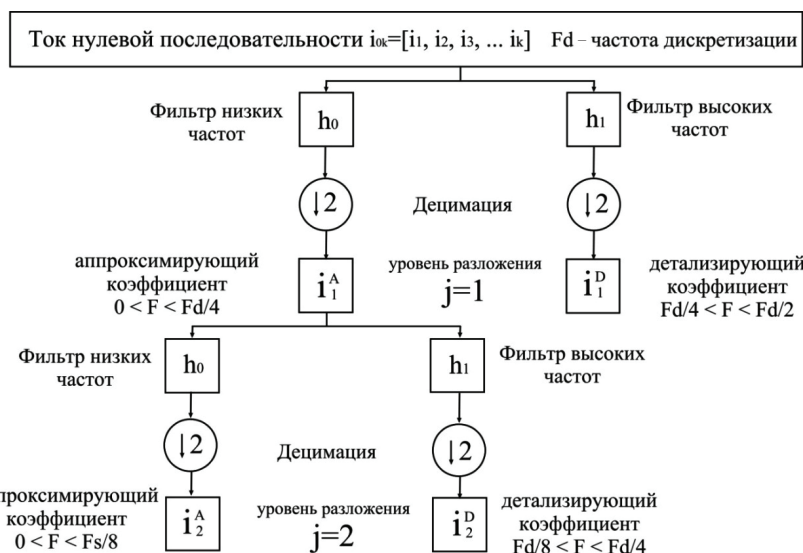 Ток нулевой последовательности i0k=[i1, i2, i3, ... ik] Fd – частота дискретизации
Фильтр низких
частот
h0
h1
Фильтр высоких
частот
↓2
Децимация
↓2
аппроксимирующий
коэффициент
0 < F < Fd/4
i1A
уровень разложения
j=1
i1D
детализирующий
коэффициент
Fd/4 < F < Fd/2
Фильтр низких
частот
h0
h1
Фильтр высоких
частот
↓2
Децимация
↓2
проксимирующий
коэффициент
0 < F < Fs/8
i2A
уровень разложения
j=2
i2D
детализирующий
коэффициент
Fd/8 < F < Fd/4